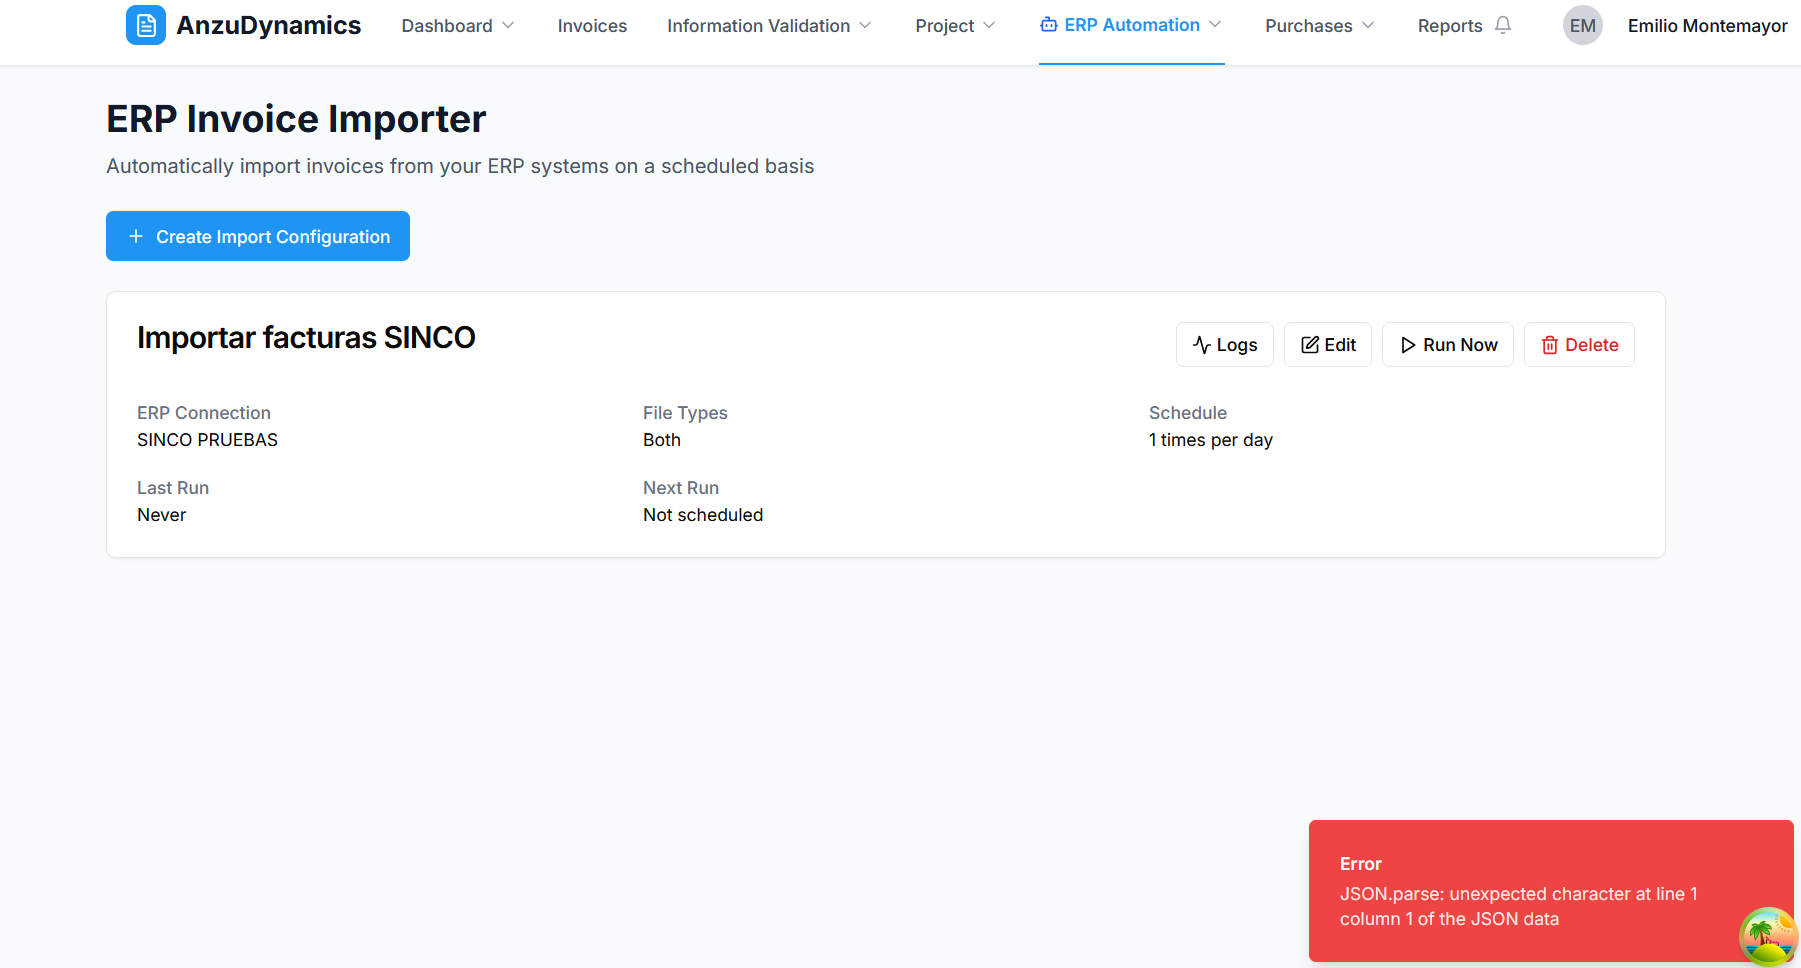 AnzuDynamics Dashboard Invoices Information Validation Project ERP Automation Purchases Reports EM Emilio Montemayor
ERP Invoice Importer
Automatically import invoices from your ERP systems on a scheduled basis
Create Import Configuration
Importar facturas SINCO
Logs Edit Run Now Delete
ERP Connection File Types Schedule
SINCO PRUEBAS Both 1 times per day
Last Run Next Run
Never Not scheduled
Error
JSON.parse: unexpected character at line 1
column 1 of the JSON data